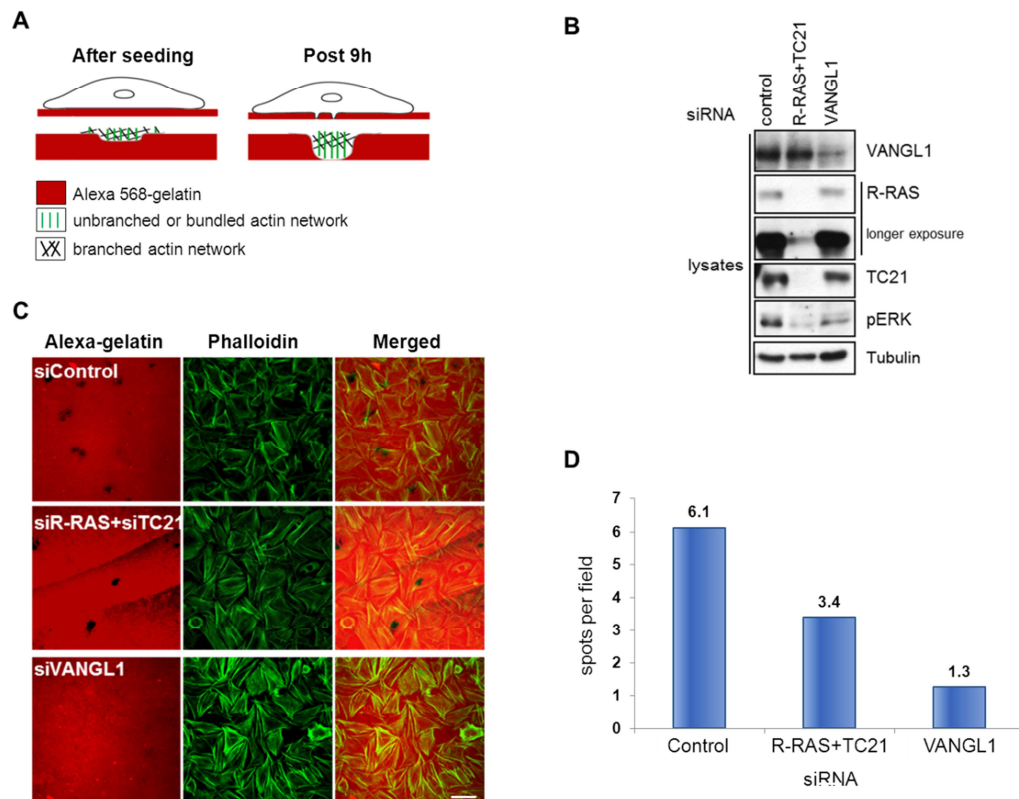 A
After seeding
Post 9h
Alexa 568-gelatin
unbranched or bundled actin network
branched actin network
B
siRNA
control
R-RAS+TC21
VANGL1
VANGL1
R-RAS
longer exposure
lysates
TC21
pERK
Tubulin
C
Alexa-gelatin
Phalloidin
Merged
siControl
siR-RAS+siTC21
siVANGL1
D
spots per field
7
6
5
4
3
2
1
0
6.1
3.4
1.3
Control
R-RAS+TC21
VANGL1
siRNA